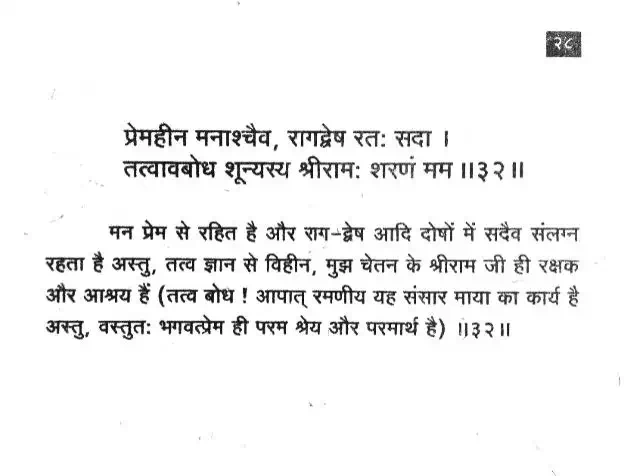 २८
प्रेमहीन मनाश्चैव, रागद्वेष रतः सदा ।
तत्वावबोध शून्यस्य श्रीरामः शरणं मम ॥३२॥
मन प्रेम से रहित है और राग-द्वेष आदि दोषों में सदैव संलग्न
रहता है अस्तु, तत्व ज्ञान से विहीन, मुझ चेतन के श्रीराम जी ही रक्षक
और आश्रय हैं (तत्व बोध ! आपात् रमणीय यह संसार माया का कार्य है
अस्तु, वस्तुतः भगवत्प्रेम ही परम श्रेय और परमार्थ है) ॥३२॥